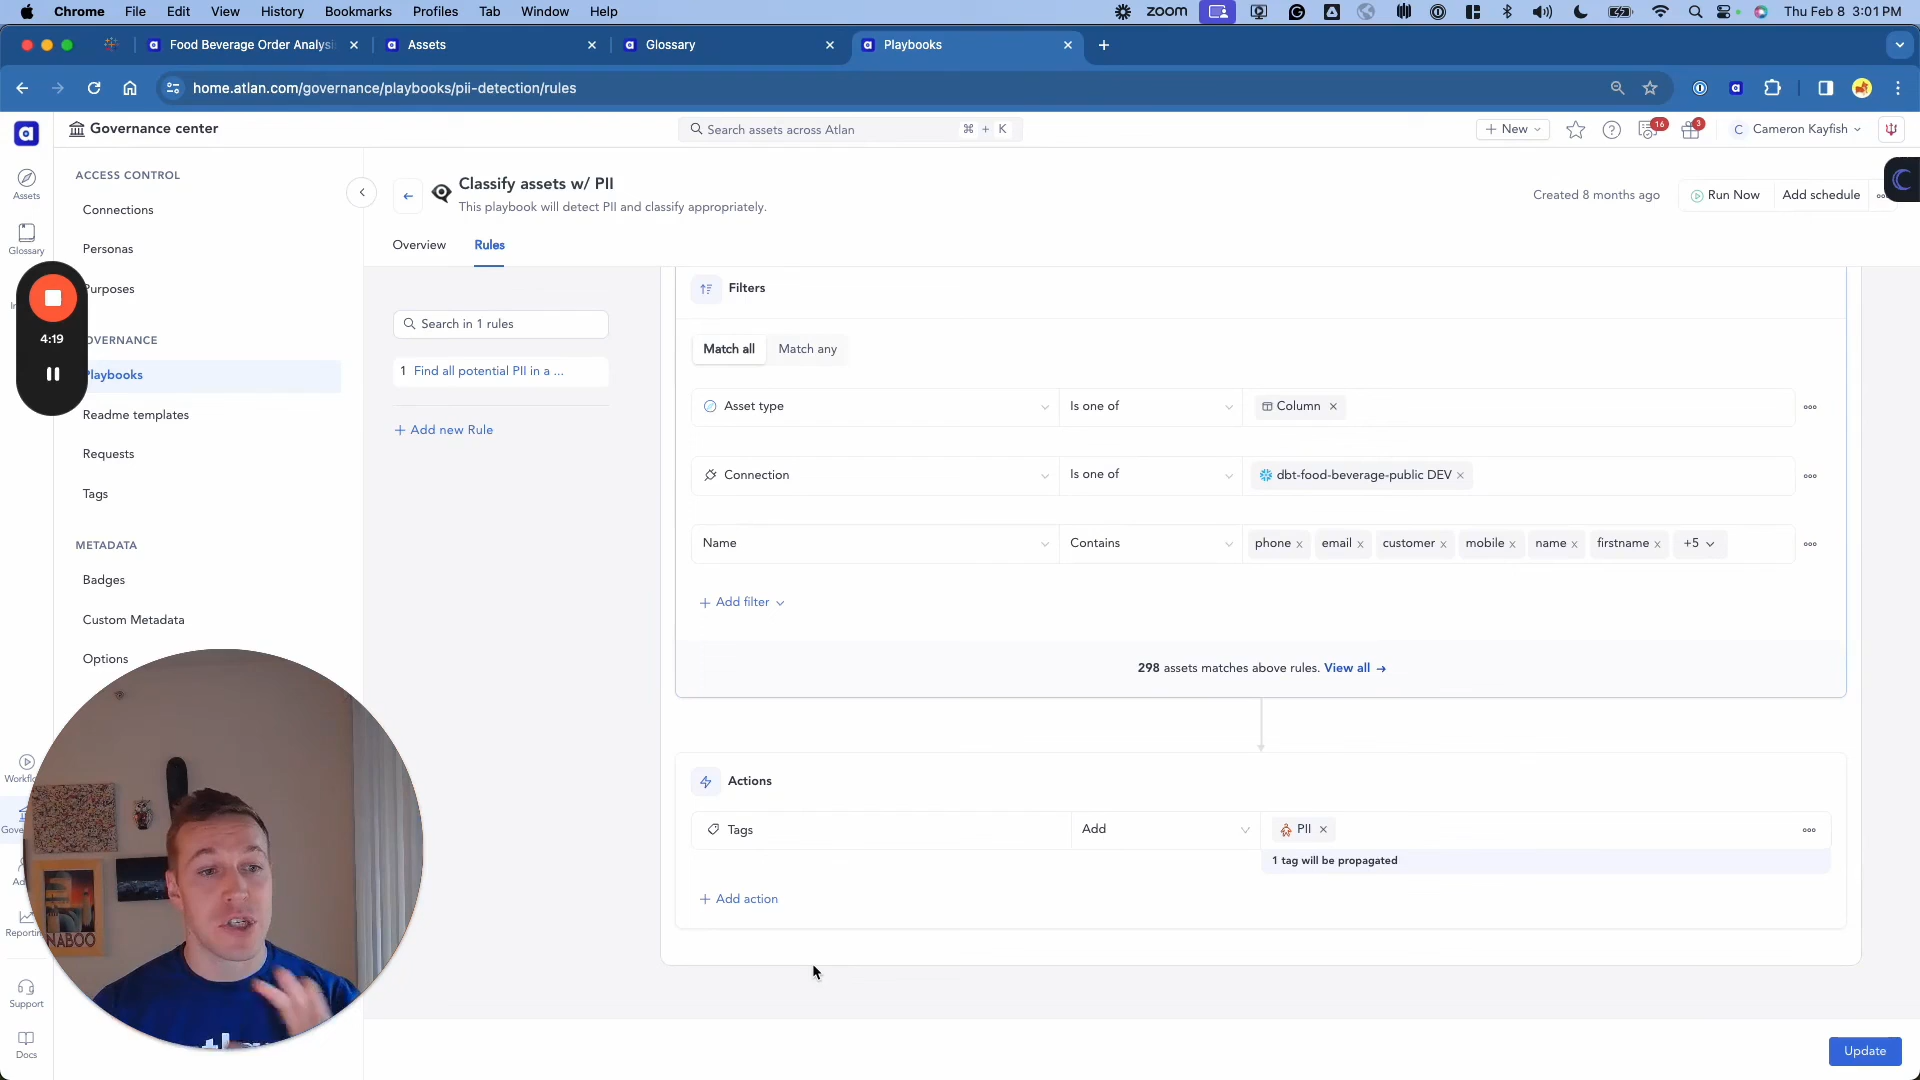 Chrome File Edit View History Bookmarks Profiles Tab Window Help
zoom
Thu Feb 8 3:01 PM
Food Beverage Order Analysi
Assets
Glossary
Playbooks
home.atlan.com/governance/playbooks/pii-detection/rules
Governance center
Search assets across Atlan
⌘ + K
New
16
3
C Cameron Kayfish
Assets
Glossary
4:19
ACCESS CONTROL
Connections
Personas
Purposes
OVERNANCE
Playbooks
Readme templates
Requests
Tags
METADATA
Badges
Custom Metadata
Options
Workfl
Gove
Ad
Reportin
Support
Docs
NABOO
Classify assets w/ PII
This playbook will detect PII and classify appropriately.
Created 8 months ago
Run Now
Add schedule
Overview
Rules
Search in 1 rules
1 Find all potential PII in a ...
+ Add new Rule
Filters
Match all
Match any
Asset type Is one of Column
Connection Is one of dbt-food-beverage-public DEV
Name Contains phone email customer mobile name firstname +5
+ Add filter
298 assets matches above rules. View all →
Actions
Tags Add PII
1 tag will be propagated
+ Add action
Update